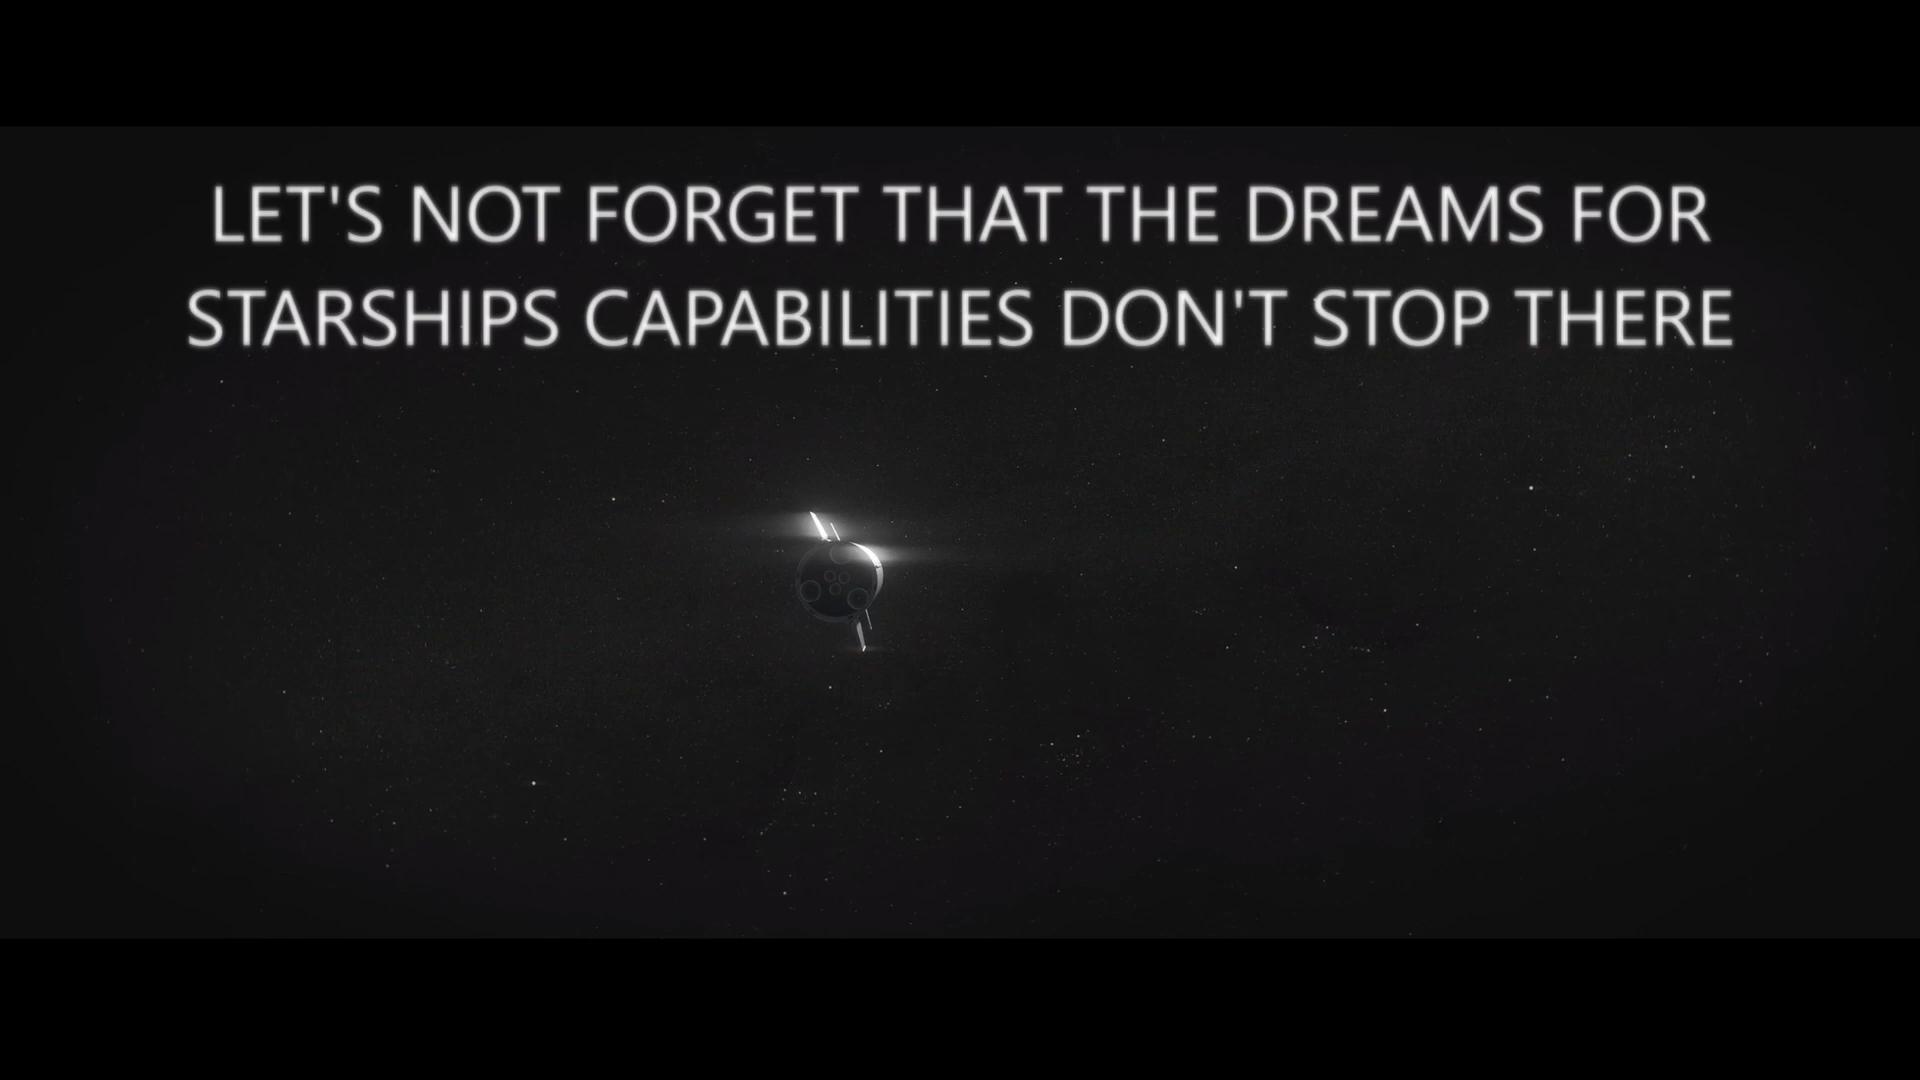 LET'S NOT FORGET THAT THE DREAMS FOR
STARSHIPS CAPABILITIES DON'T STOP THERE